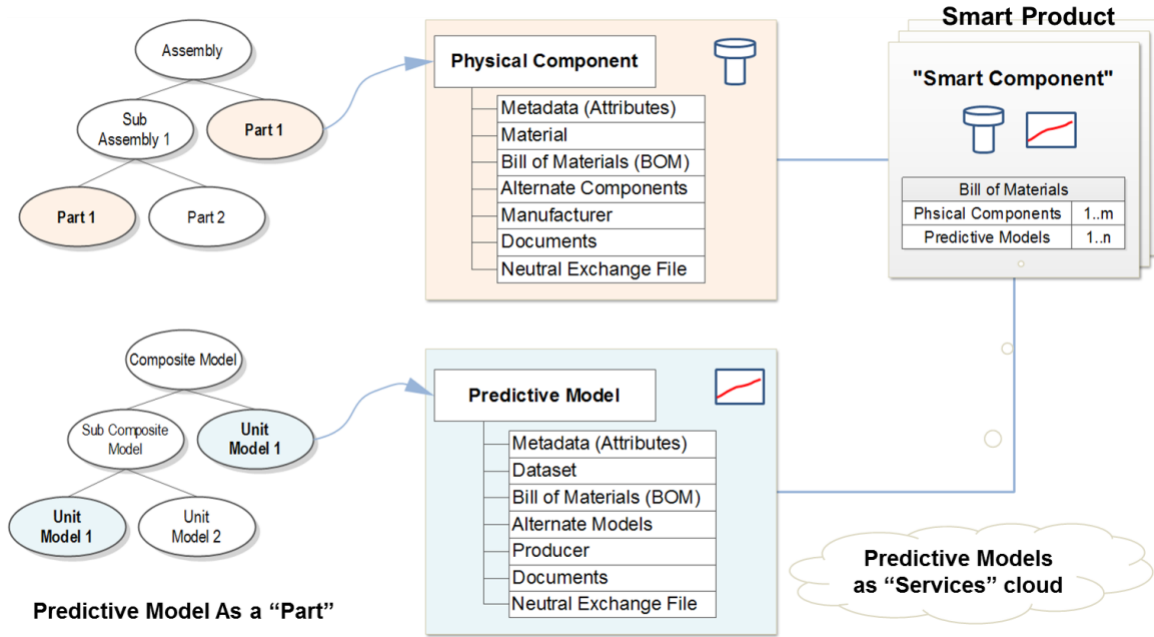 Smart Product
Assembly
Sub
Assembly 1
Part 1
Part 1
Part 2
Physical Component
Metadata (Attributes)
Material
Bill of Materials (BOM)
Alternate Components
Manufacturer
Documents
Neutral Exchange File
"Smart Component"
Bill of Materials
Phsical Components 1..m
Predictive Models 1..n
Composite Model
Sub Composite
Model
Unit
Model 1
Unit
Model 1
Unit
Model 2
Predictive Model As a “Part”
Predictive Model
Metadata (Attributes)
Dataset
Bill of Materials (BOM)
Alternate Models
Producer
Documents
Neutral Exchange File
Predictive Models
as “Services” cloud